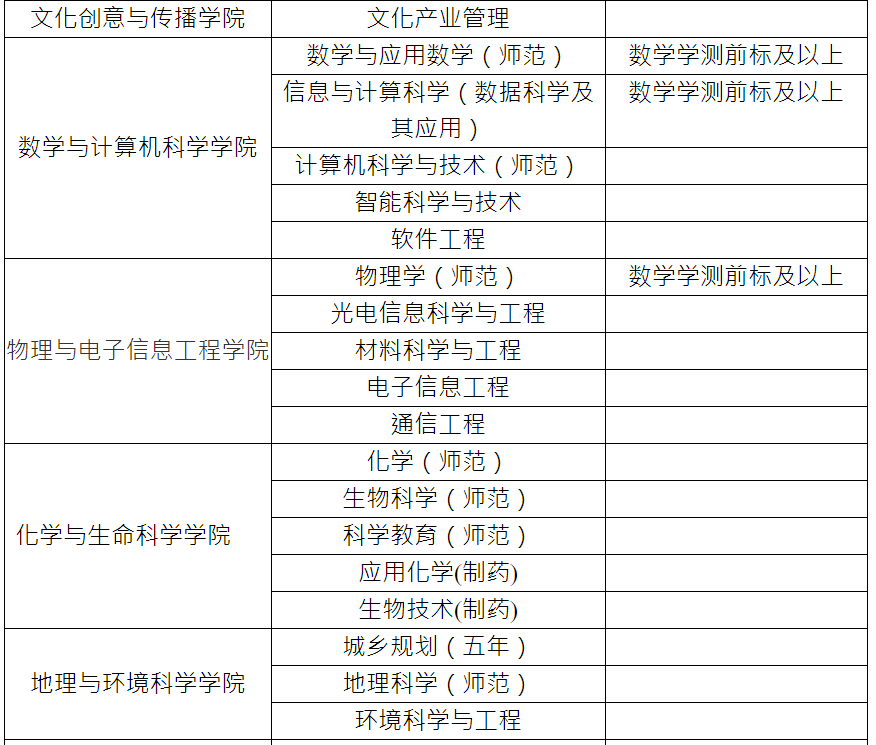 文化创意与传播学院 文化产业管理
数学与计算机科学学院
数学与应用数学（师范） 数学学测前标及以上
信息与计算科学（数据科学及 数学学测前标及以上
其应用）
计算机科学与技术（师范）
智能科学与技术
软件工程
物理与电子信息工程学院
物理学（师范） 数学学测前标及以上
光电信息科学与工程
材料科学与工程
电子信息工程
通信工程
化学与生命科学学院
化学（师范）
生物科学（师范）
科学教育（师范）
应用化学(制药)
生物技术(制药)
地理与环境科学学院
城乡规划（五年）
地理科学（师范）
环境科学与工程